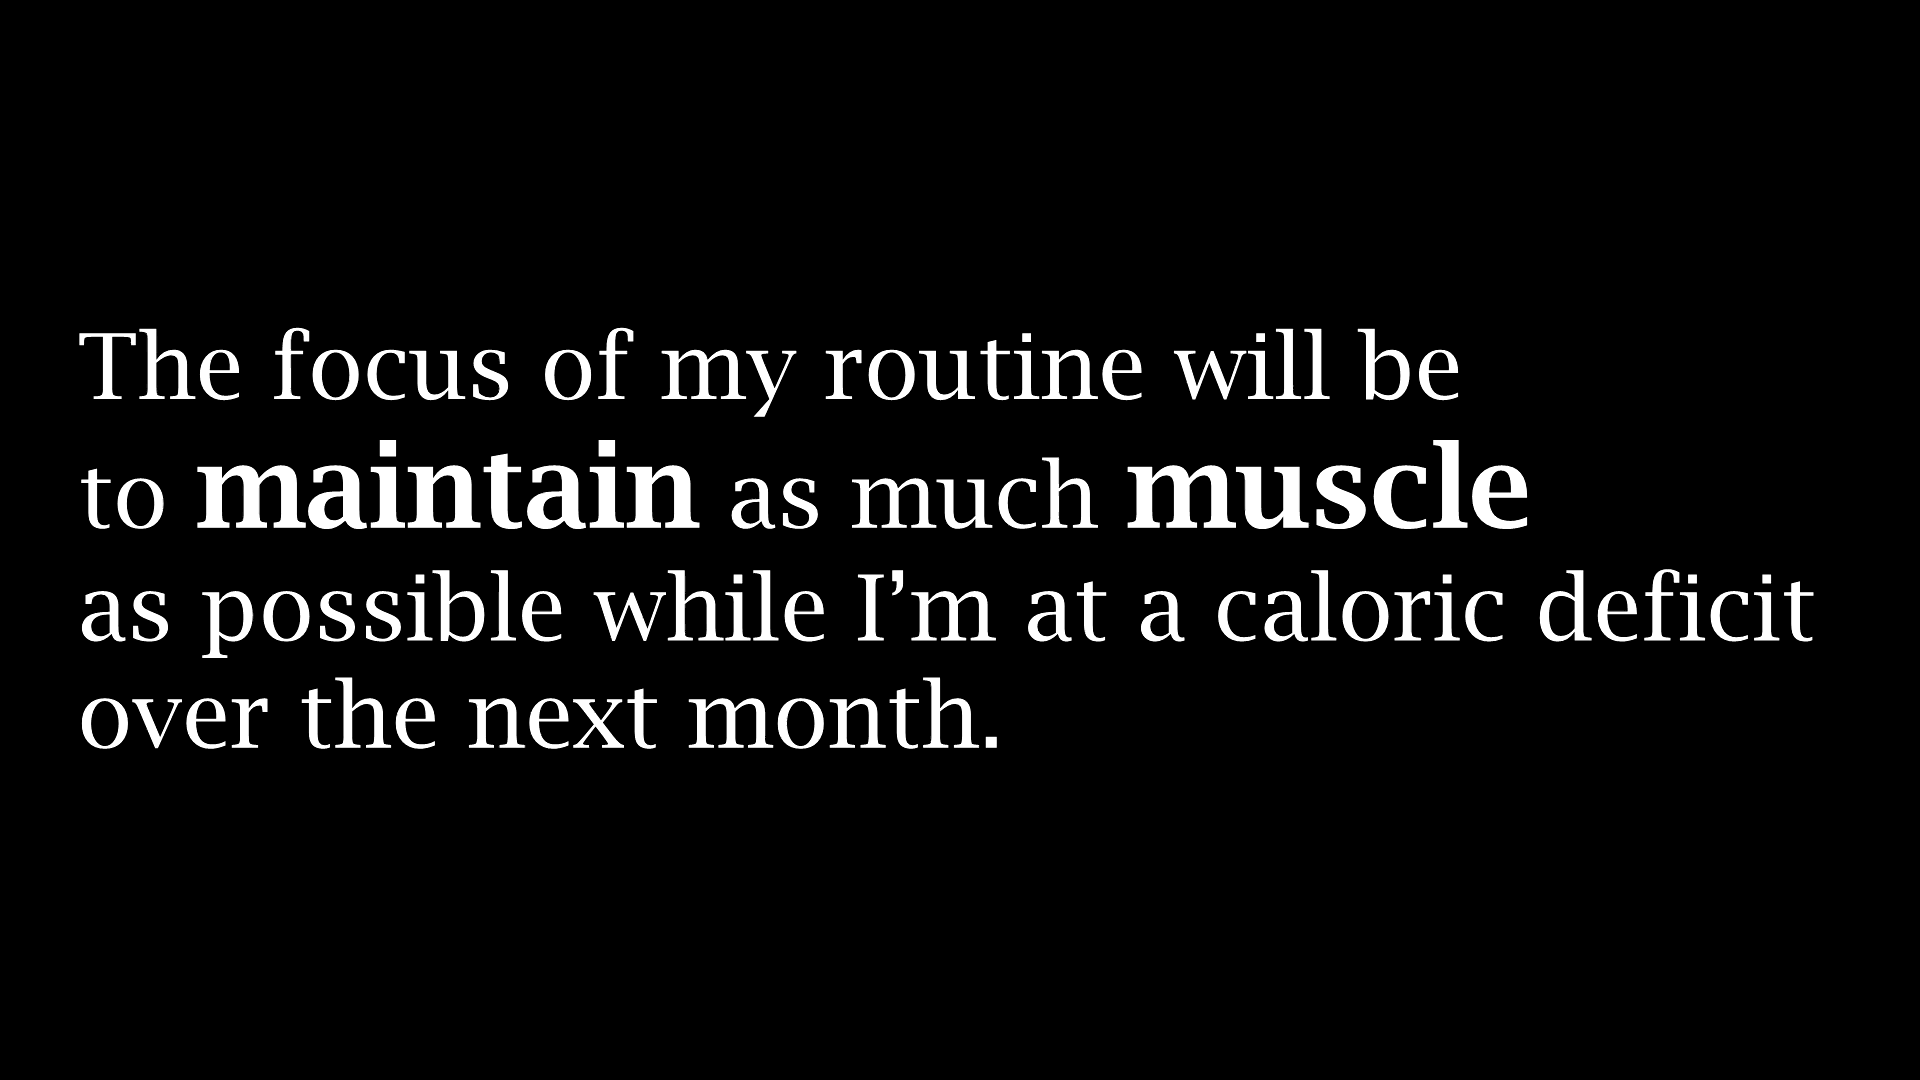 The focus of my routine will be
to maintain as much muscle
as possible while I’m at a caloric deficit
over the next month.